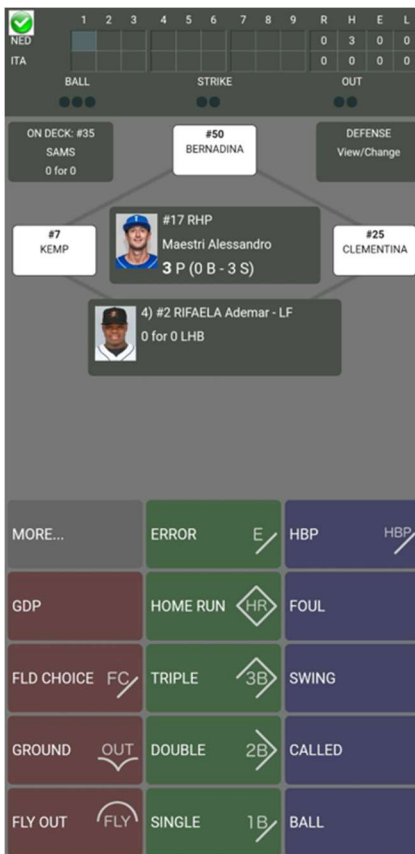 1 2 3 4 5 6 7 8 9 R H E L
NED 0 3 0 0
ITA 0 0 0 0
BALL STRIKE OUT
ON DECK: #35
SAMS
0 for 0
#50
BERNADINA
DEFENSE
View/Change
#7
KEMP
#17 RHP
Maestri Alessandro
3 P (0 B - 3 S)
#25
CLEMENTINA
4) #2 RIFAELA Ademar - LF
0 for 0 LHB
MORE... ERROR E HBP HBP
GDP HOME RUN HR FOUL
FLD CHOICE FC TRIPLE 3B SWING
GROUND OUT DOUBLE 2B CALLED
FLY OUT FLY SINGLE 1B BALL